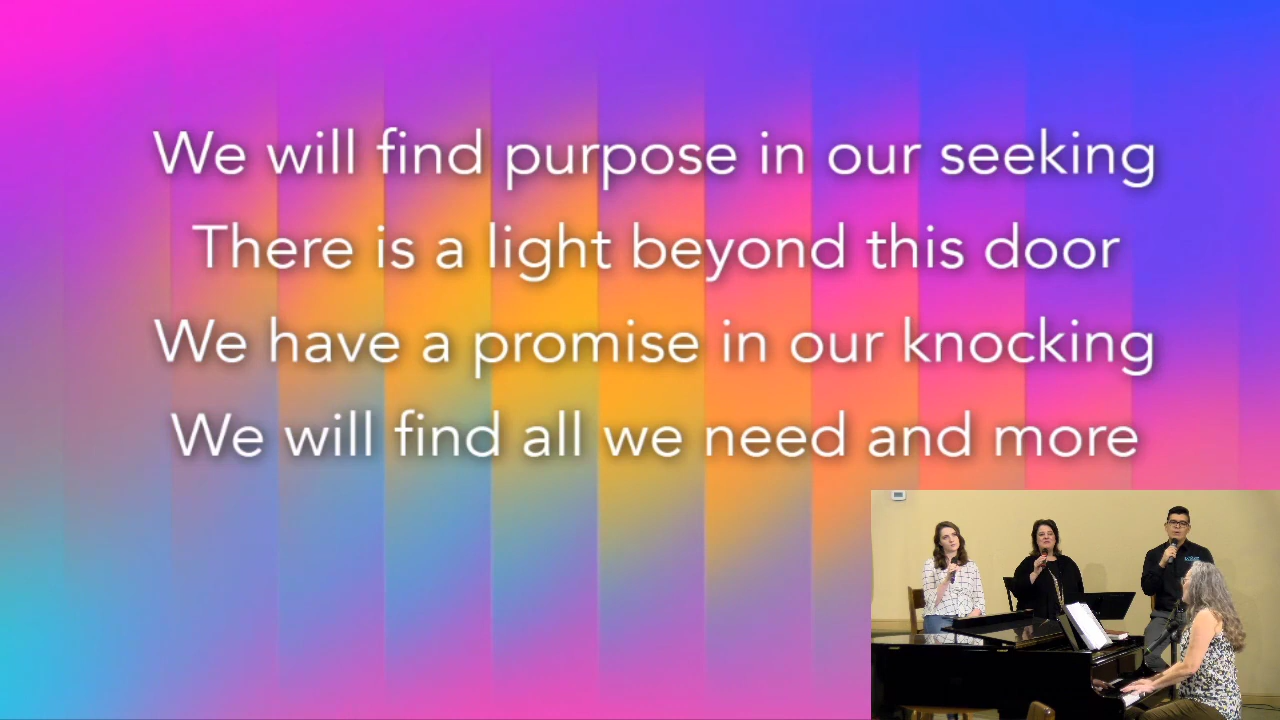 We will find purpose in our seeking
There is a light beyond this door
We have a promise in our knocking
We will find all we need and more